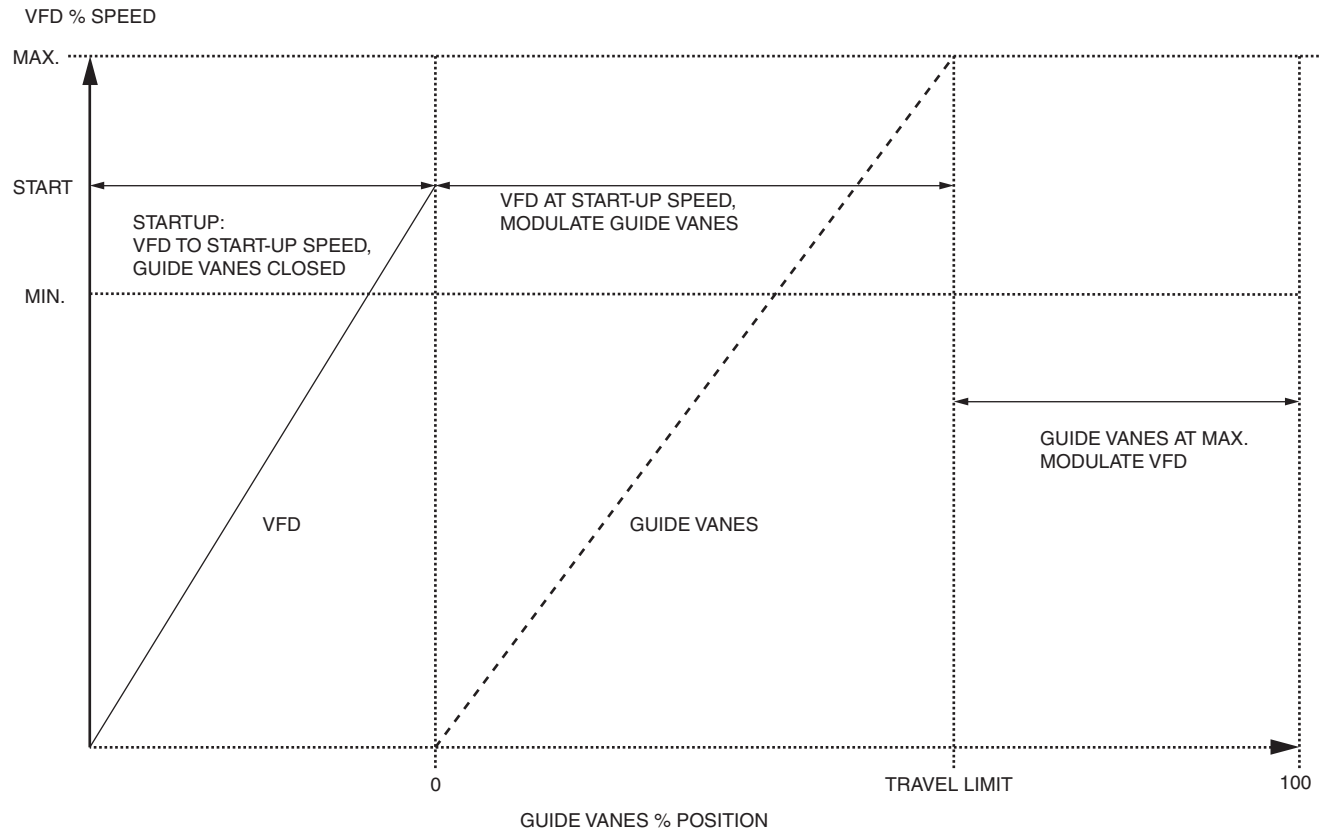 VFD % SPEED
MAX.
START
STARTUP:
VFD TO START-UP SPEED,
GUIDE VANES CLOSED
VFD AT START-UP SPEED,
MODULATE GUIDE VANES
MIN.
GUIDE VANES AT MAX.
MODULATE VFD
VFD
GUIDE VANES
0
TRAVEL LIMIT
100
GUIDE VANES % POSITION